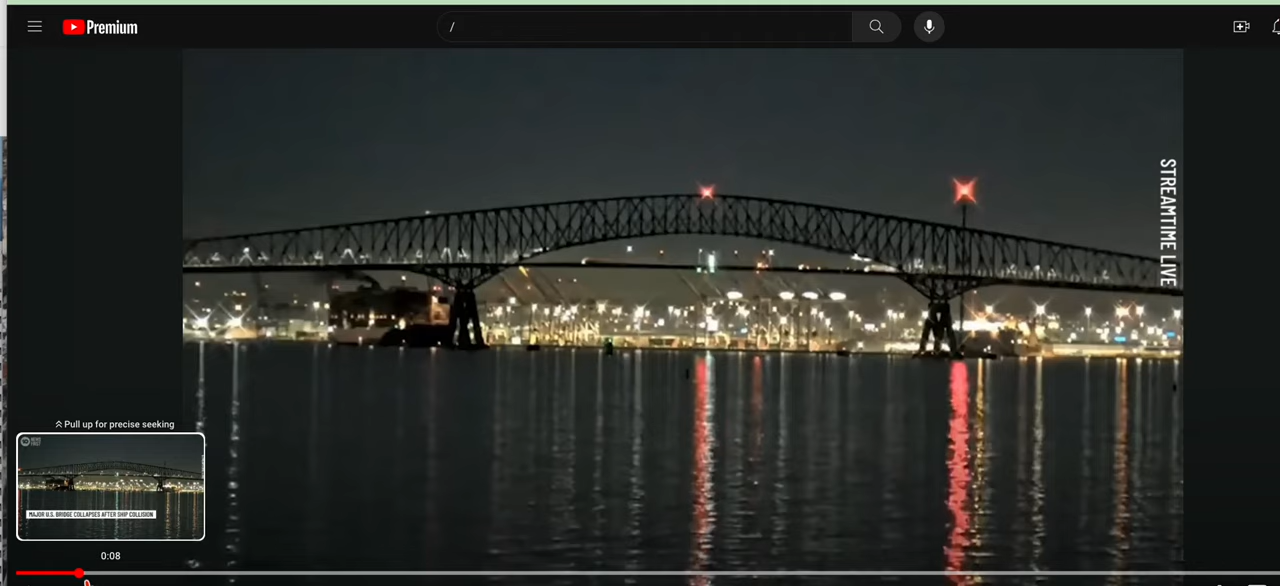 Premium
/
STREAMTIME LIVE
Pull up for precise seeking
MAJOR U.S. BRIDGE COLLAPSES AFTER SHIP COLLISION
0:08